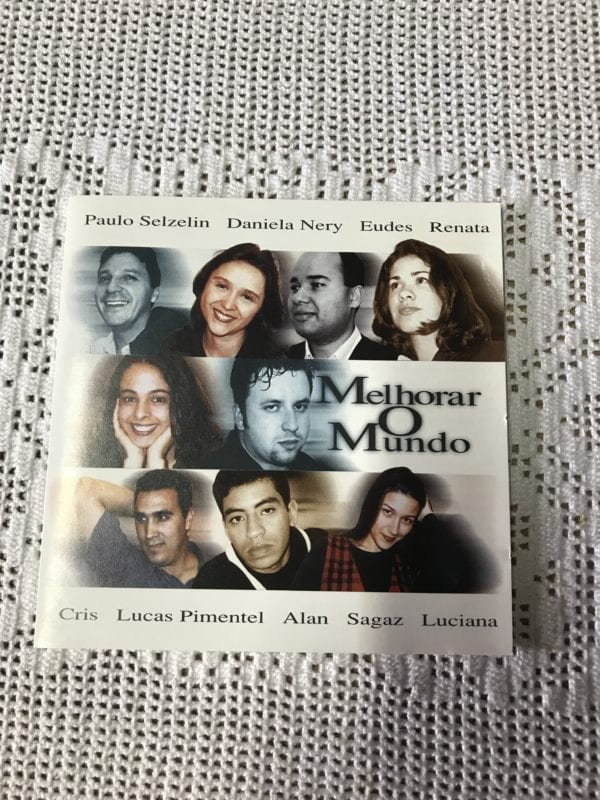 Paulo Selzelin Daniela Nery Eudes Renata
Melhorar
O
Mundo
Cris Lucas Pimentel Alan Sagaz Luciana